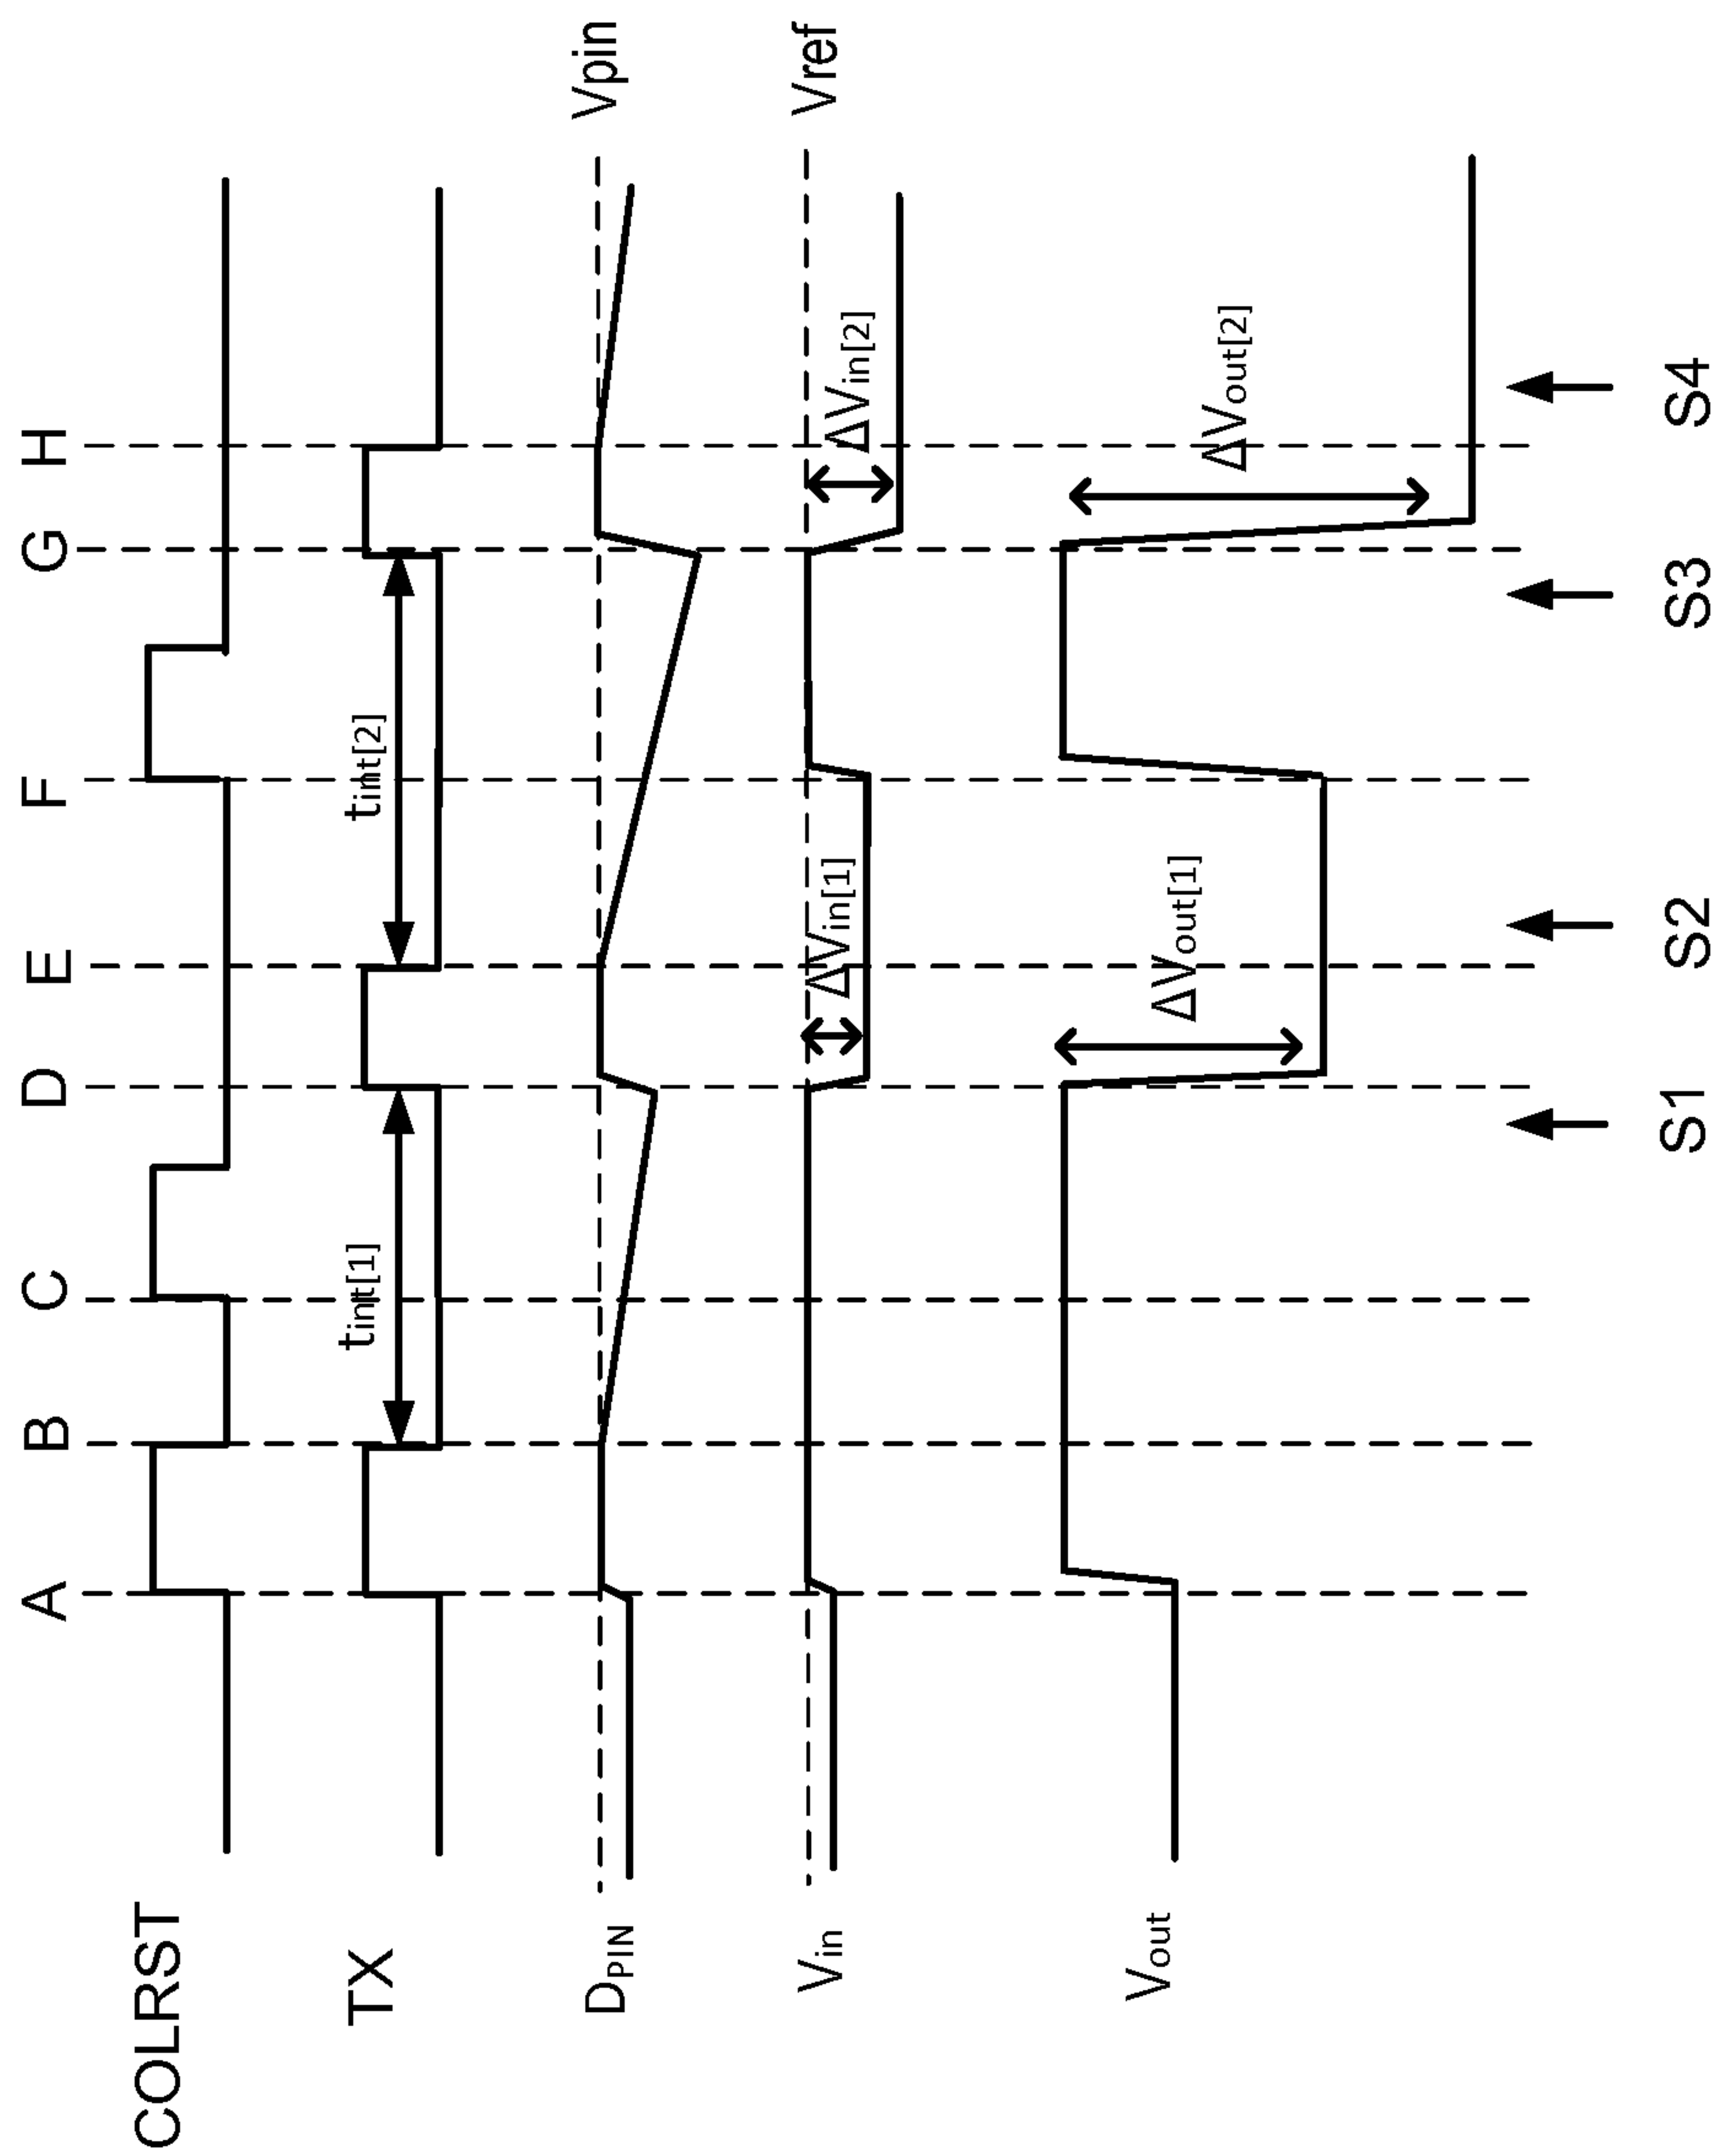 A B C D E F G H
COLRST
TX
tint[1] tint[2]
DPIN Vpin
Vin ΔVin[1] ΔVin[2] Vref
Vout ΔVout[1] ΔVout[2]
S1 S2 S3 S4